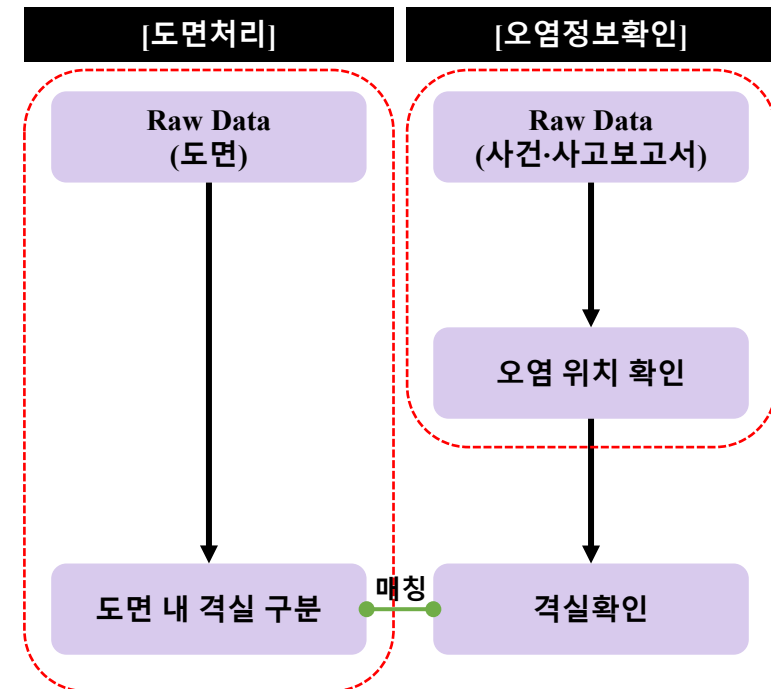 [도면처리]
[오염정보확인]
Raw Data
(도면)
Raw Data
(사건·사고보고서)
오염 위치 확인
도면 내 격실 구분
매칭
격실확인